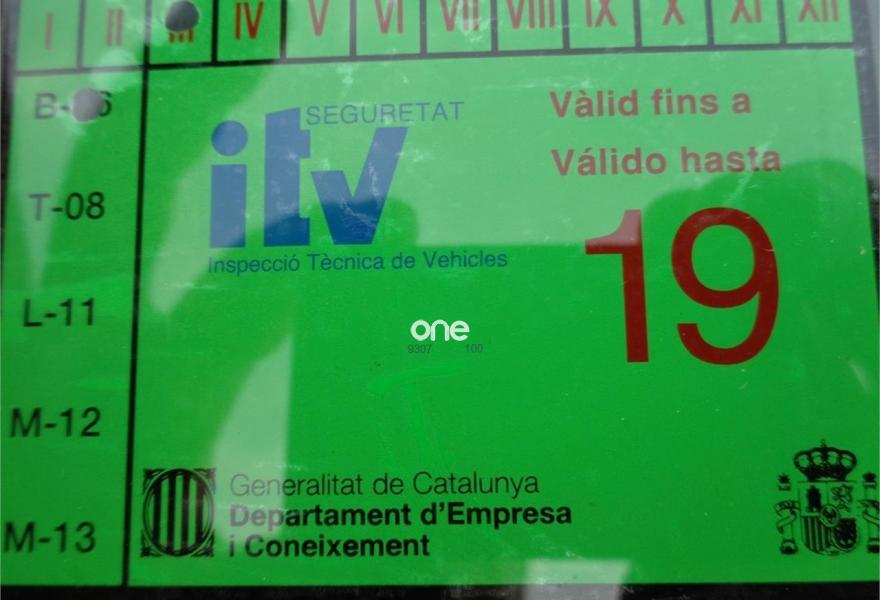 I II III IV V VI VII VIII IX X XI XII
B-06
T-08
L-11
M-12
M-13
SEGURETAT
itv
Inspecció Tècnica de Vehicles
Vàlid fins a
Válido hasta
19
one
9307 100
Generalitat de Catalunya
Departament d'Empresa
i Coneixement